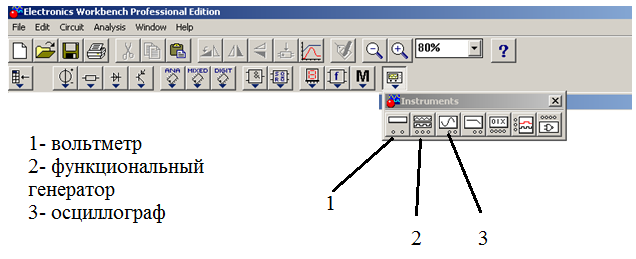 Electronics Workbench Professional Edition
File Edit Circuit Analysis Window Help
80% ?
ANA MIXED DIGIT & f M
Instruments
1- вольтметр
2- функциональный
генератор
3- осциллограф
1
2 3